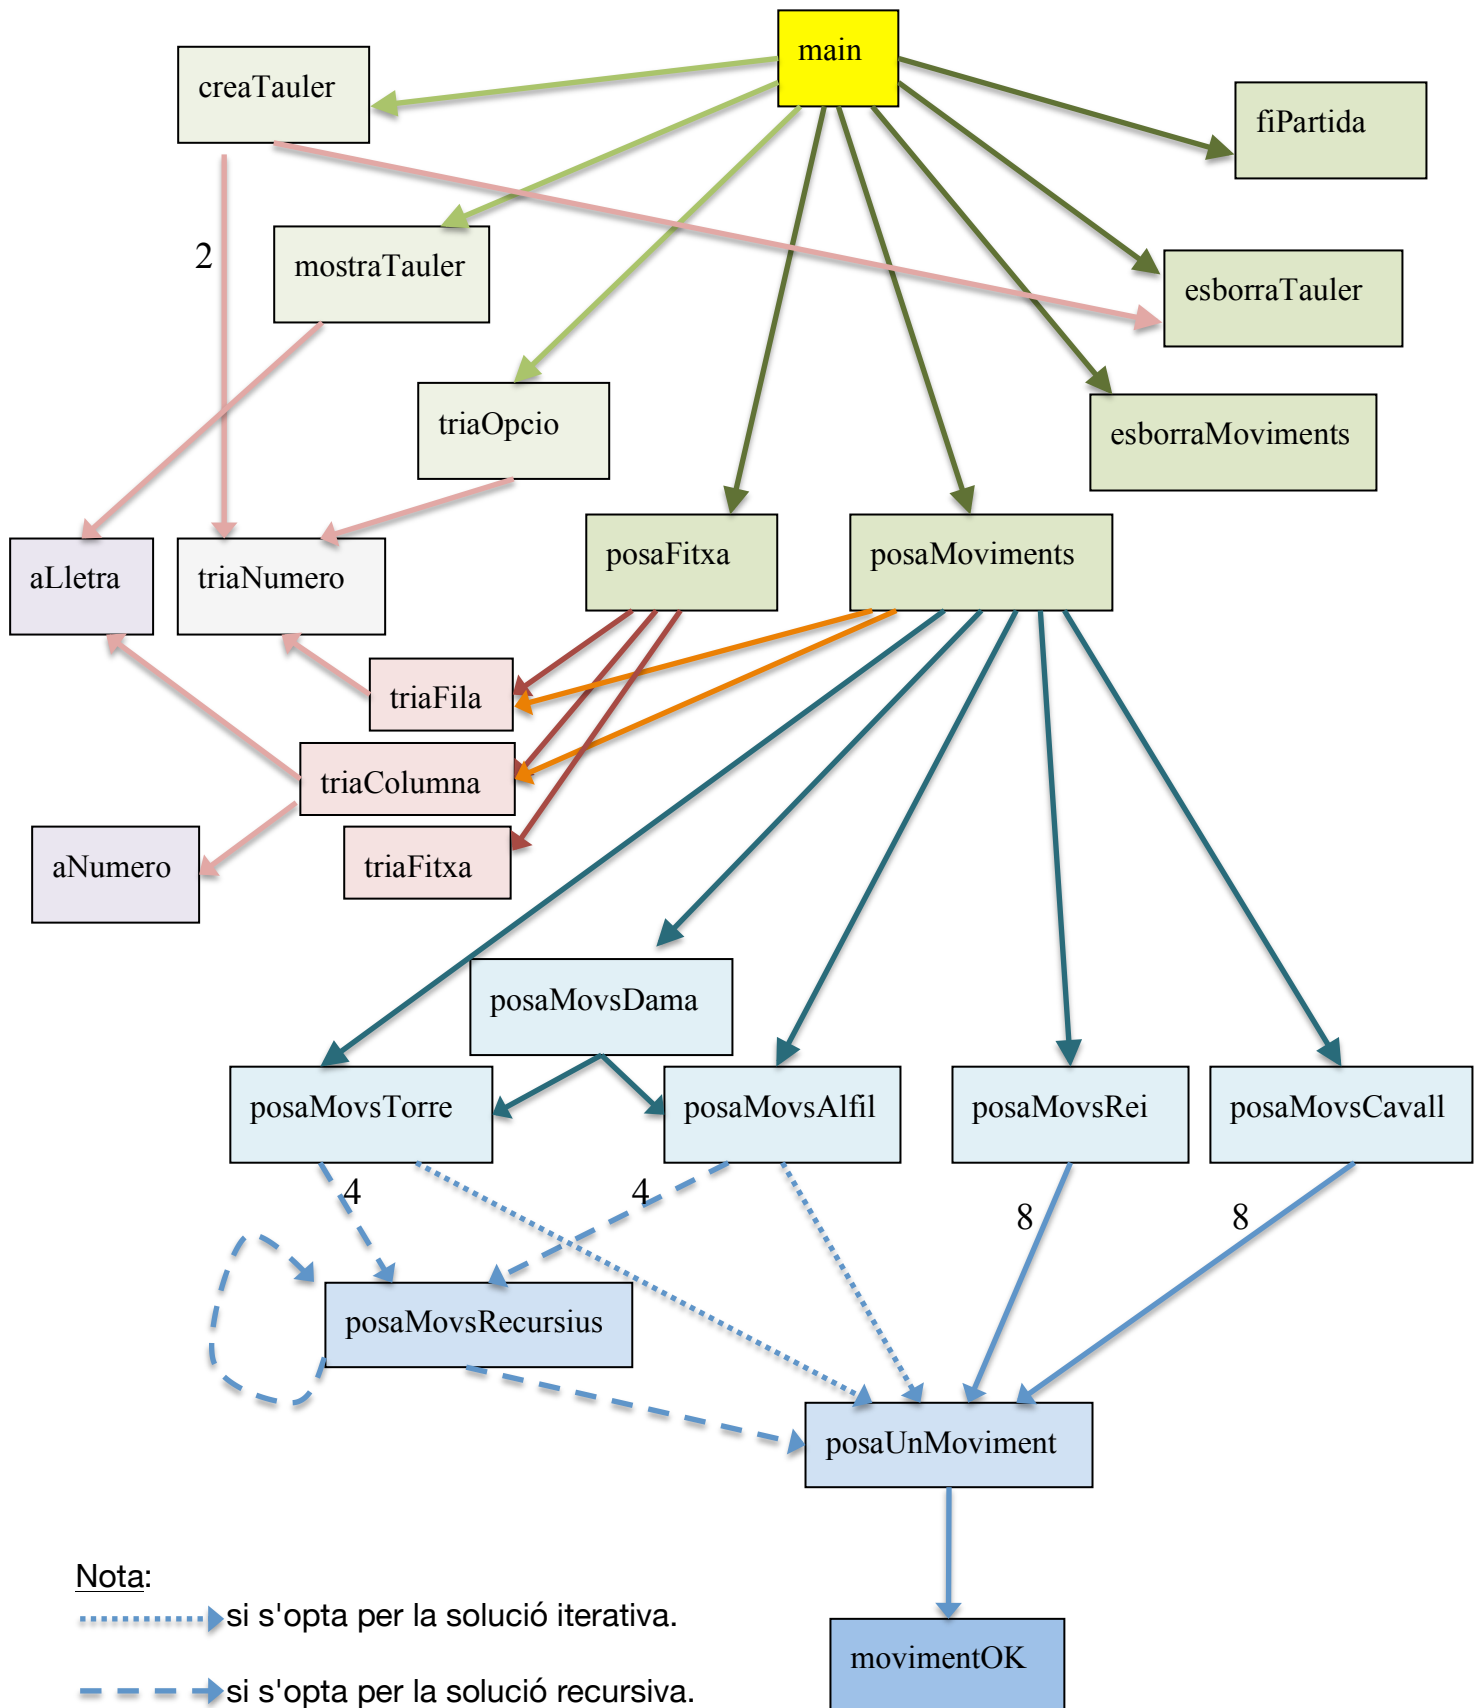 main
creaTauler
fiPartida
2
mostraTauler
esborraTauler
triaOpcio
esborraMoviments
posaFitxa
posaMoviments
aLletra
triaNumero
triaFila
triaColumna
aNumero
triaFitxa
posaMovsDama
posaMovsTorre
posaMovsAlfil
posaMovsRei
posaMovsCavall
4
4
8
8
posaMovsRecursius
posaUnMoviment
Nota:
si s'opta per la solució iterativa.
movimentOK
si s'opta per la solució recursiva.